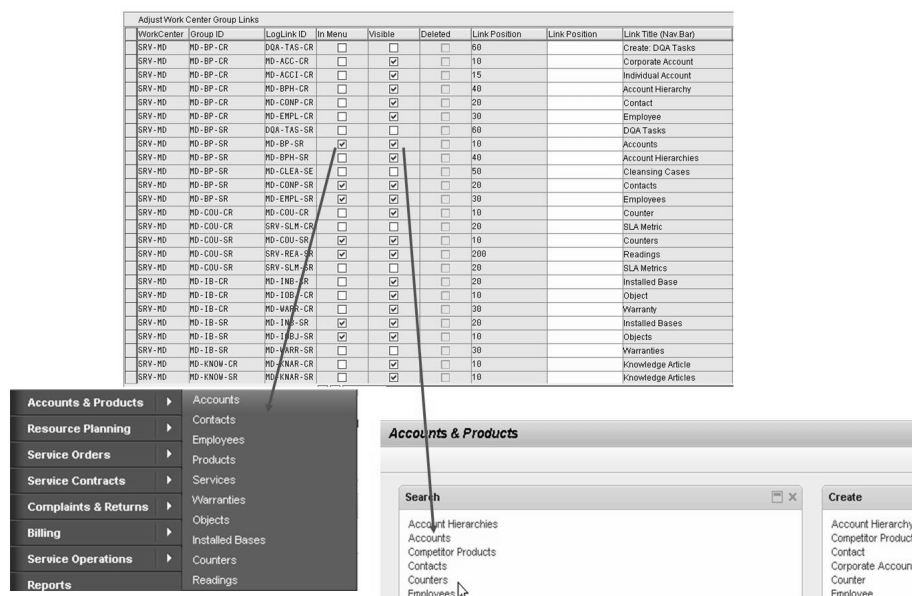 Adjust Work Center Group Links
WorkCenter Group ID LogLink ID In Menu Visible Deleted Link Position Link Position Link Title (Nav.Bar)
SRV-MD MD-BP-CR DQA-TAS-CR 60 Create: DQA Tasks
SRV-MD MD-BP-CR MD-ACC-CR 10 Corporate Account
SRV-MD MD-BP-CR MD-ACCI-CR 15 Individual Account
SRV-MD MD-BP-CR MD-BPH-CR 40 Account Hierarchy
SRV-MD MD-BP-CR MD-CONP-CR 20 Contact
SRV-MD MD-BP-CR MD-EMPL-CR 30 Employee
SRV-MD MD-BP-SR DQA-TAS-SR 60 DQA Tasks
SRV-MD MD-BP-SR MD-BP-SR 10 Accounts
SRV-MD MD-BP-SR MD-BPH-SR 40 Account Hierarchies
SRV-MD MD-BP-SR MD-CLEA-SE 50 Cleansing Cases
SRV-MD MD-BP-SR MD-CONP-SR 20 Contacts
SRV-MD MD-BP-SR MD-EMPL-SR 30 Employees
SRV-MD MD-COU-CR MD-COU-CR 10 Counter
SRV-MD MD-COU-CR SRV-SLM-CR 20 SLA Metric
SRV-MD MD-COU-SR MD-COU-SR 10 Counters
SRV-MD MD-COU-SR SRV-REA-SR 200 Readings
SRV-MD MD-COU-SR SRV-SLM-SR 20 SLA Metrics
SRV-MD MD-IB-CR MD-INB-CR 20 Installed Base
SRV-MD MD-IB-CR MD-IOBJ-CR 10 Object
SRV-MD MD-IB-CR MD-WARR-CR 30 Warranty
SRV-MD MD-IB-SR MD-INB-SR 20 Installed Bases
SRV-MD MD-IB-SR MD-IOBJ-SR 10 Objects
SRV-MD MD-IB-SR MD-WARR-SR 30 Warranties
SRV-MD MD-KNOW-CR MD-KNAR-CR 10 Knowledge Article
SRV-MD MD-KNOW-SR MD-KNAR-SR 10 Knowledge Articles
Accounts & Products
Resource Planning
Service Orders
Service Contracts
Complaints & Returns
Billing
Service Operations
Reports
Accounts
Contacts
Employees
Products
Services
Warranties
Objects
Installed Bases
Counters
Readings
Accounts & Products
Search
Account Hierarchies
Accounts
Competitor Products
Contacts
Counters
Employees
Create
Account Hierarchy
Competitor Product
Contact
Corporate Accoun
Counter
Employee